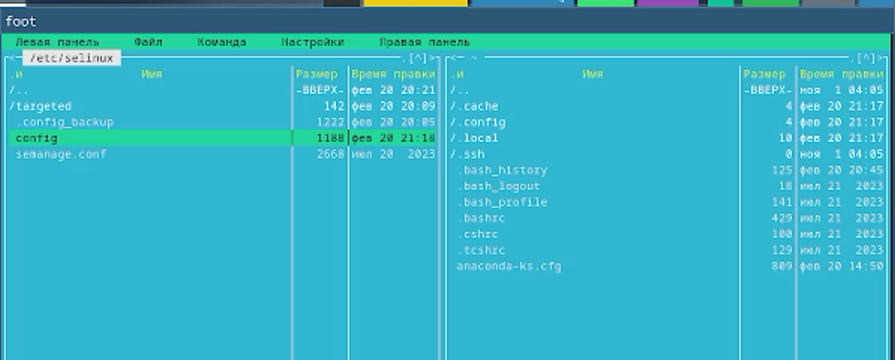 foot
Левая панель Файл Команда Настройки Правая панель
<─ /etc/selinux .[^]>
.и Имя Размер Время правки
/.. -ВВЕРХ- фев 20 20:21
/targeted 142 фев 20 20:09
.config_backup 1222 фев 20 20:05
config 1188 фев 20 21:18
semanage.conf 2668 июл 20 2023
<─ ~ .[^]>
.и Имя Размер Время правки
/.. -ВВЕРХ- ноя 1 04:05
/.cache 4 фев 20 21:17
/.config 4 фев 20 21:17
/.local 10 фев 20 21:17
/.ssh 0 ноя 1 04:05
.bash_history 125 фев 20 20:45
.bash_logout 18 июл 21 2023
.bash_profile 141 июл 21 2023
.bashrc 429 июл 21 2023
.cshrc 100 июл 21 2023
.tcshrc 129 июл 21 2023
anaconda-ks.cfg 809 фев 20 14:50